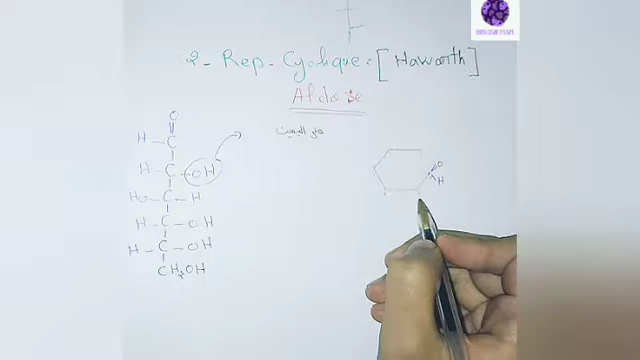 2 - Rep - Cyclique : [Haworth]
Aldose
على اليمين
O
H - C
H - C - OH
HO - C - H
H - C - OH
H - C - OH
CH2OH
O
H